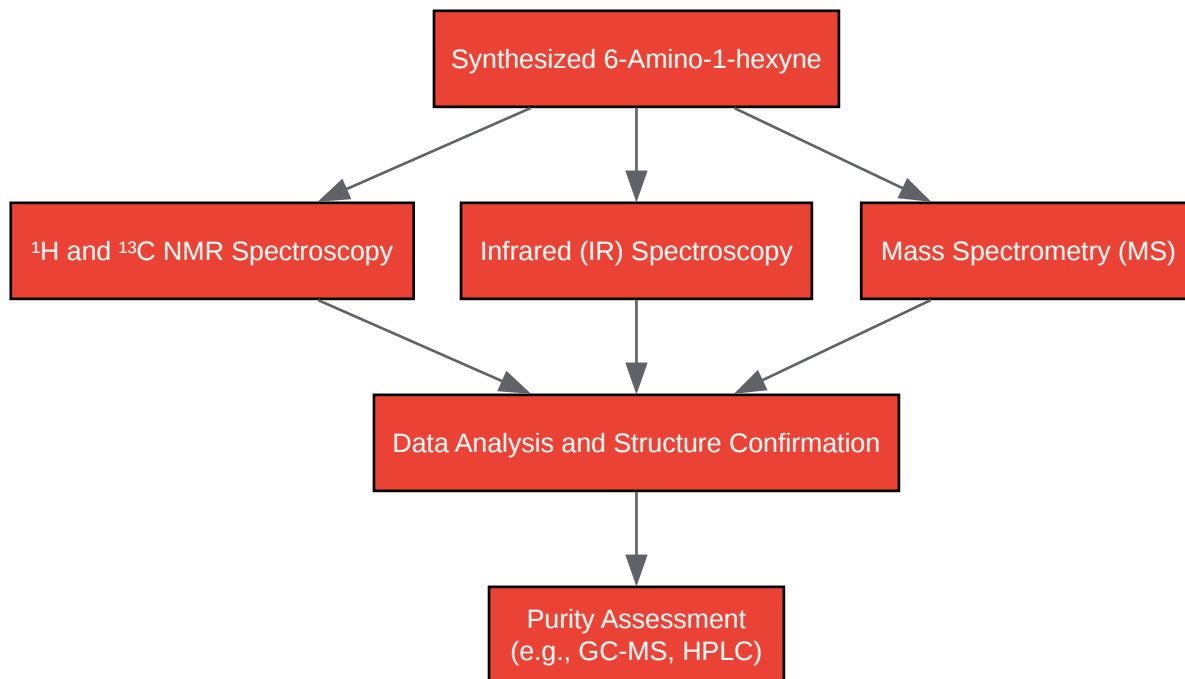 Synthesized 6-Amino-1-hexyne
¹H and ¹³C NMR Spectroscopy
Infrared (IR) Spectroscopy
Mass Spectrometry (MS)
Data Analysis and Structure Confirmation
Purity Assessment
(e.g., GC-MS, HPLC)